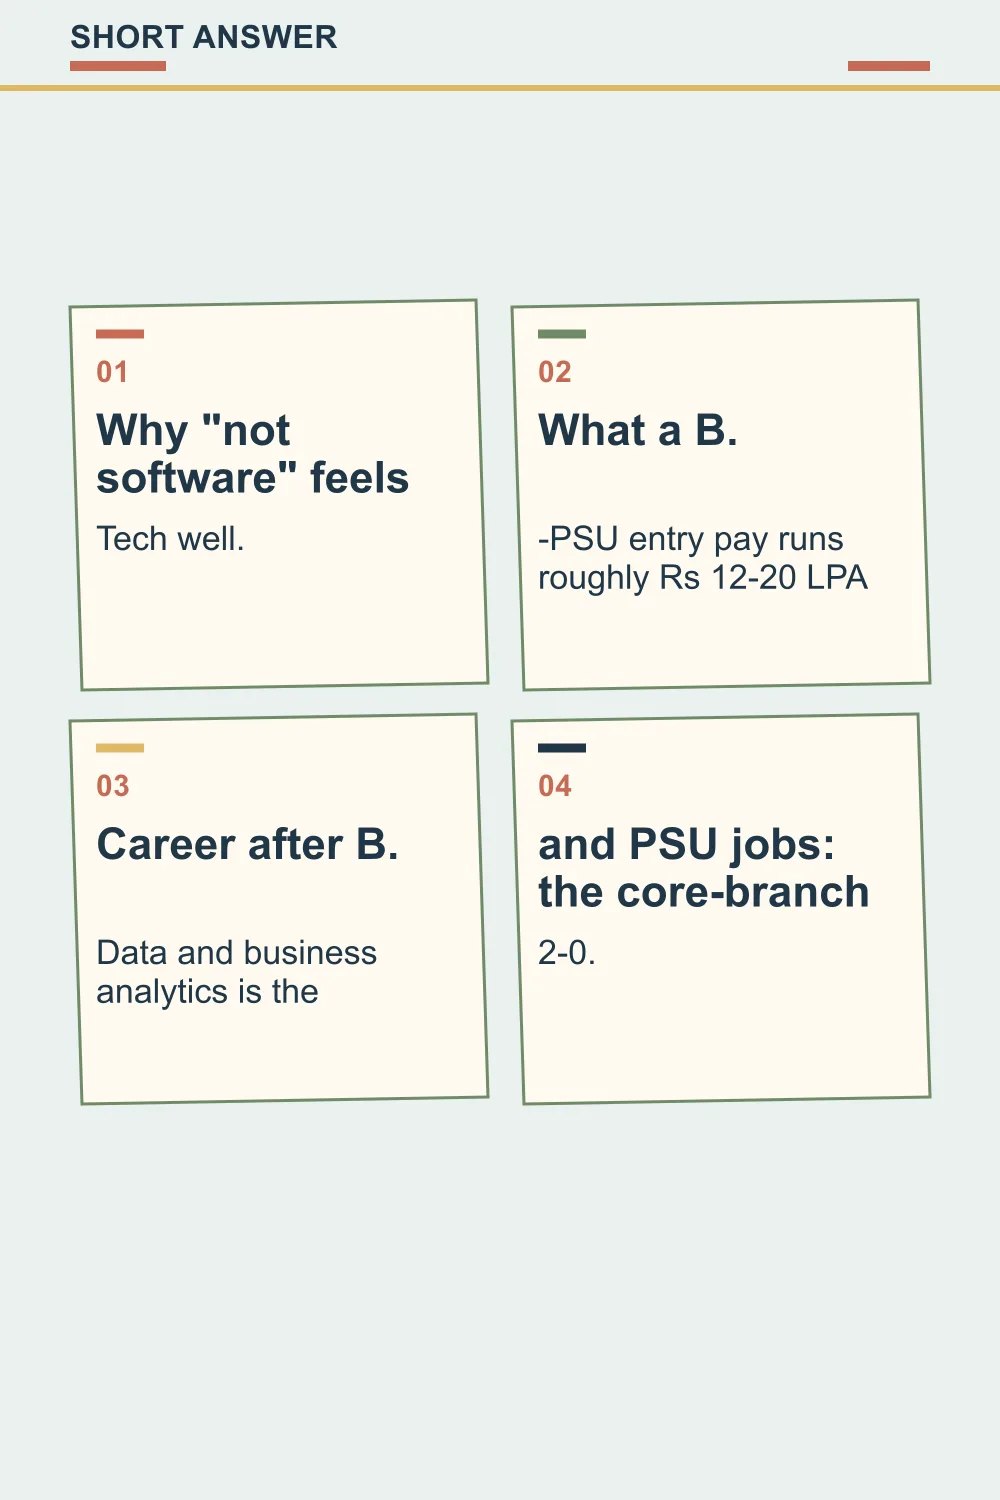 SHORT ANSWER
01
Why "not
software" feels
Tech well.
02
What a B.
-PSU entry pay runs
roughly Rs 12-20 LPA
03
Career after B.
Data and business
analytics is the
04
and PSU jobs:
the core-branch
2-0.